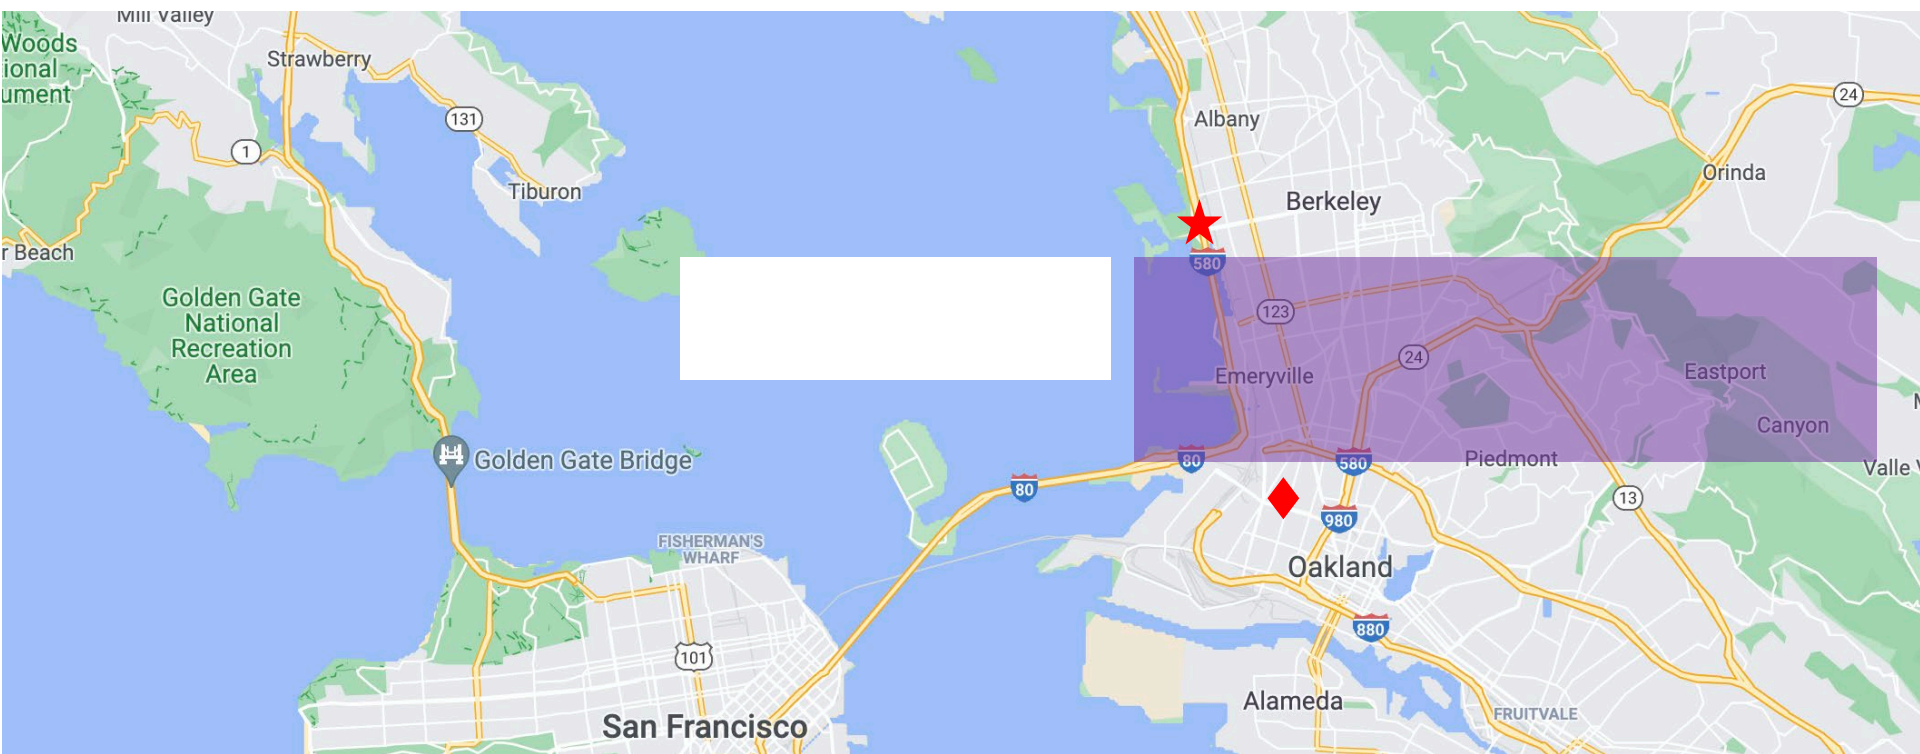 Mill Valley
Woods
ional
ument
Strawberry
131
1
Tiburon
r Beach
Golden Gate
National
Recreation
Area
Golden Gate Bridge
FISHERMAN'S
WHARF
101
San Francisco
80
Albany
Berkeley
Orinda
24
580
123
24
Emeryville
Eastport
Canyon
80
580
Piedmont
Valle
13
980
Oakland
880
Alameda
FRUITVALE